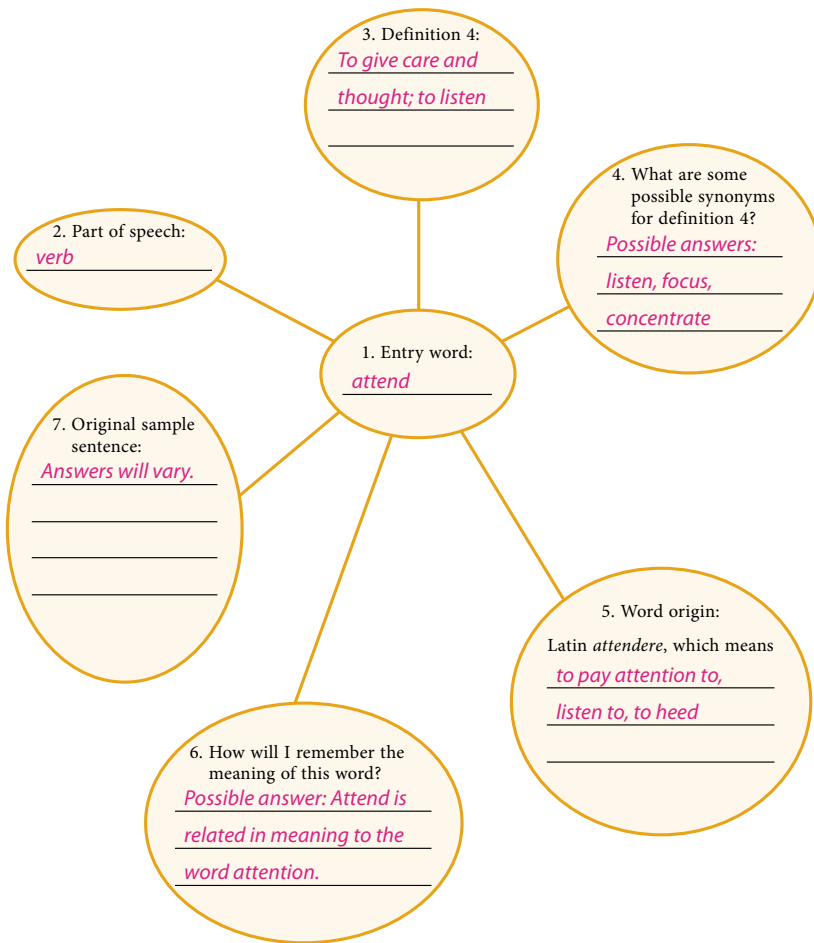 1. Entry word:
attend
2. Part of speech:
verb
3. Definition 4:
To give care and
thought; to listen
4. What are some
possible synonyms
for definition 4?
Possible answers:
listen, focus,
concentrate
5. Word origin:
Latin attendere, which means
to pay attention to,
listen to, to heed
6. How will I remember the
meaning of this word?
Possible answer: Attend is
related in meaning to the
word attention.
7. Original sample
sentence:
Answers will vary.